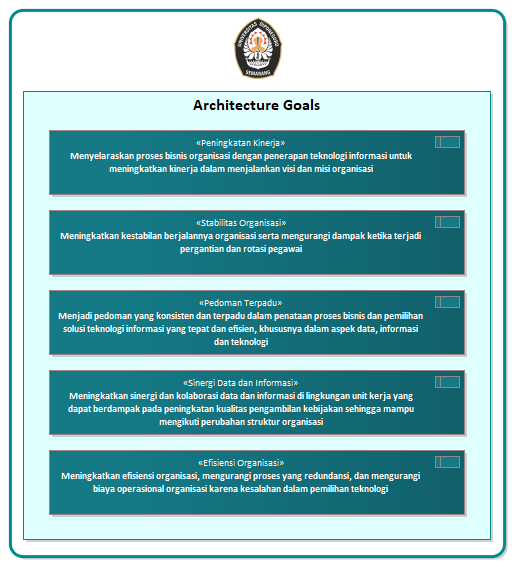 UNIVERSITAS DIPONEGORO
SEMARANG
Architecture Goals
«Peningkatan Kinerja»
Menyelaraskan proses bisnis organisasi dengan penerapan teknologi informasi untuk
meningkatkan kinerja dalam menjalankan visi dan misi organisasi
«Stabilitas Organisasi»
Meningkatkan kestabilan berjalannya organisasi serta mengurangi dampak ketika terjadi
pergantian dan rotasi pegawai
«Pedoman Terpadu»
Menjadi pedoman yang konsisten dan terpadu dalam penataan proses bisnis dan pemilihan
solusi teknologi informasi yang tepat dan efisien, khususnya dalam aspek data, informasi
dan teknologi
«Sinergi Data dan Informasi»
Meningkatkan sinergi dan kolaborasi data dan informasi di lingkungan unit kerja yang
dapat berdampak pada peningkatan kualitas pengambilan kebijakan sehingga mampu
mengikuti perubahan struktur organisasi
«Efisiensi Organisasi»
Meningkatkan efisiensi organisasi, mengurangi proses yang redundansi, dan mengurangi
biaya operasional organisasi karena kesalahan dalam pemilihan teknologi